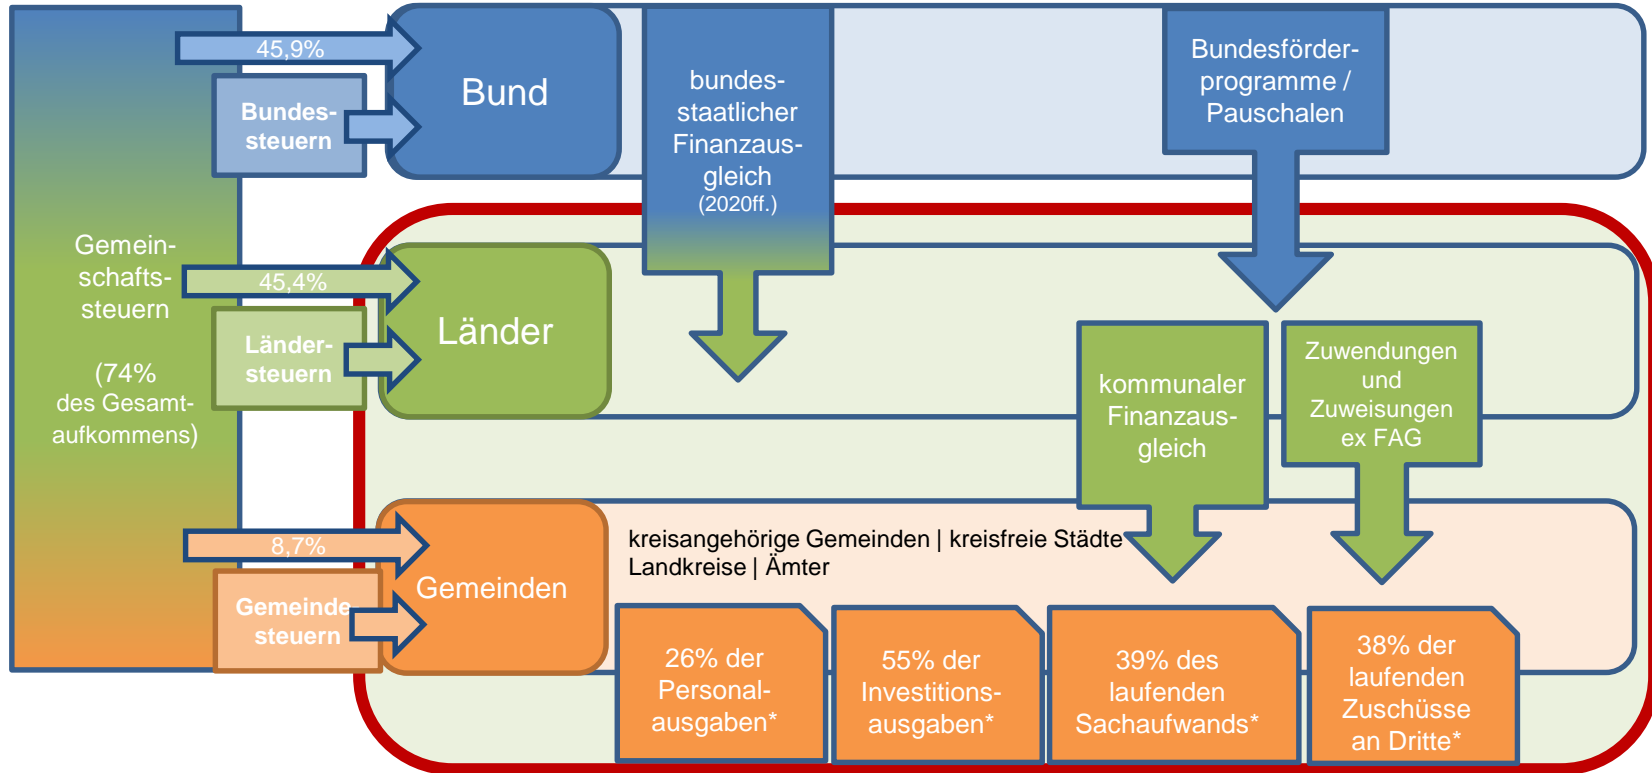 Gemein-
schafts-
steuern
(74%
des Gesamt-
aufkommens)
45,9%
Bundes-
steuern
Bund
bundes-
staatlicher
Finanzaus-
gleich
(2020ff.)
Bundesförder-
programme /
Pauschalen
45,4%
Länder-
steuern
Länder
kommunaler
Finanzaus-
gleich
Zuwendungen
und
Zuweisungen
ex FAG
8,7%
Gemeinde
steuern
Gemeinden
kreisangehörige Gemeinden | kreisfreie Städte
Landkreise | Ämter
26% der
Personal-
ausgaben*
55% der
Investitions-
ausgaben*
39% des
laufenden
Sachaufwands*
38% der
laufenden
Zuschüsse
an Dritte*